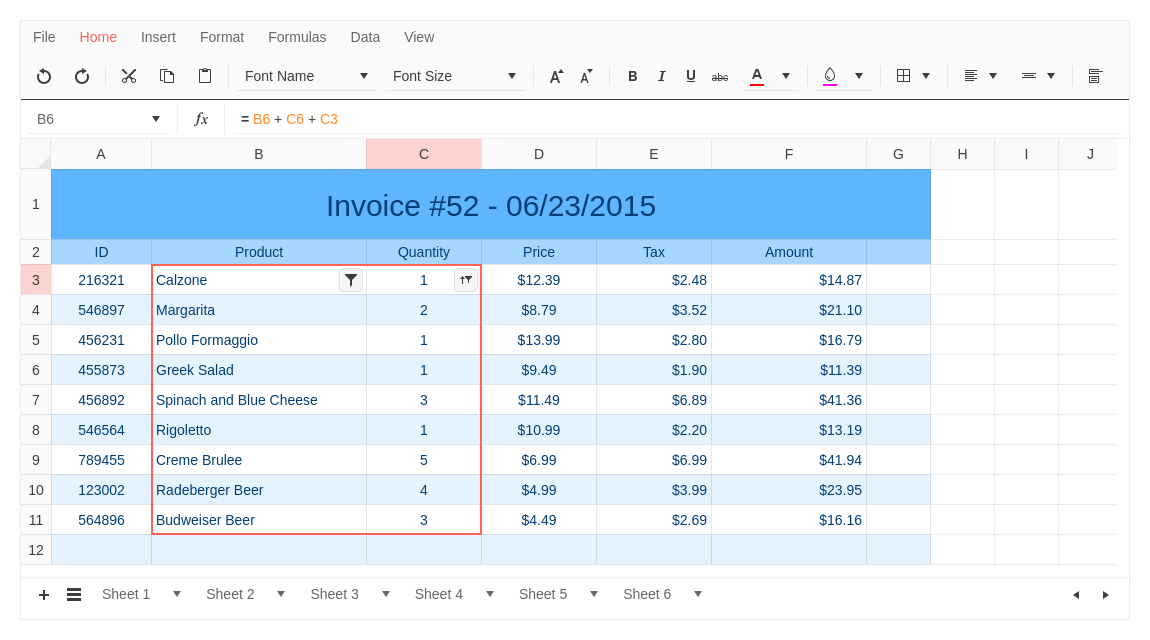 File Home Insert Format Formulas Data View
Font Name Font Size A A B I U abc A
B6 fx = B6 + C6 + C3
A B C D E F G H I J
1 Invoice #52 - 06/23/2015
2 ID Product Quantity Price Tax Amount
3 216321 Calzone 1 $12.39 $2.48 $14.87
4 546897 Margarita 2 $8.79 $3.52 $21.10
5 456231 Pollo Formaggio 1 $13.99 $2.80 $16.79
6 455873 Greek Salad 1 $9.49 $1.90 $11.39
7 456892 Spinach and Blue Cheese 3 $11.49 $6.89 $41.36
8 546564 Rigoletto 1 $10.99 $2.20 $13.19
9 789455 Creme Brulee 5 $6.99 $6.99 $41.94
10 123002 Radeberger Beer 4 $4.99 $3.99 $23.95
11 564896 Budweiser Beer 3 $4.49 $2.69 $16.16
12
Sheet 1 Sheet 2 Sheet 3 Sheet 4 Sheet 5 Sheet 6